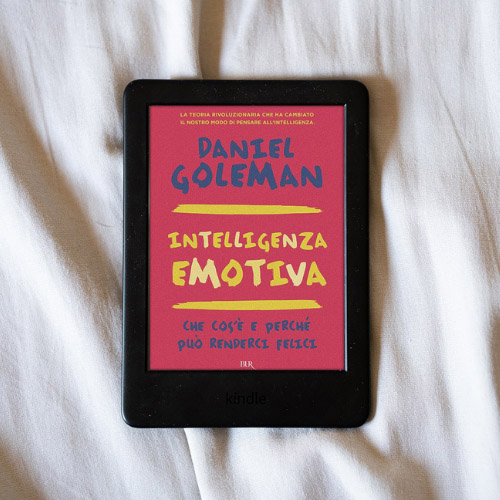 LA TEORIA RIVOLUZIONARIA CHE HA CAMBIATO
IL NOSTRO MODO DI PENSARE ALL'INTELLIGENZA.
DANIEL
GOLEMAN
INTELLIGENZA
EMOTIVA
CHE COS'È E PERCHÉ
PUÒ RENDERCI FELICI
BUR
kindle